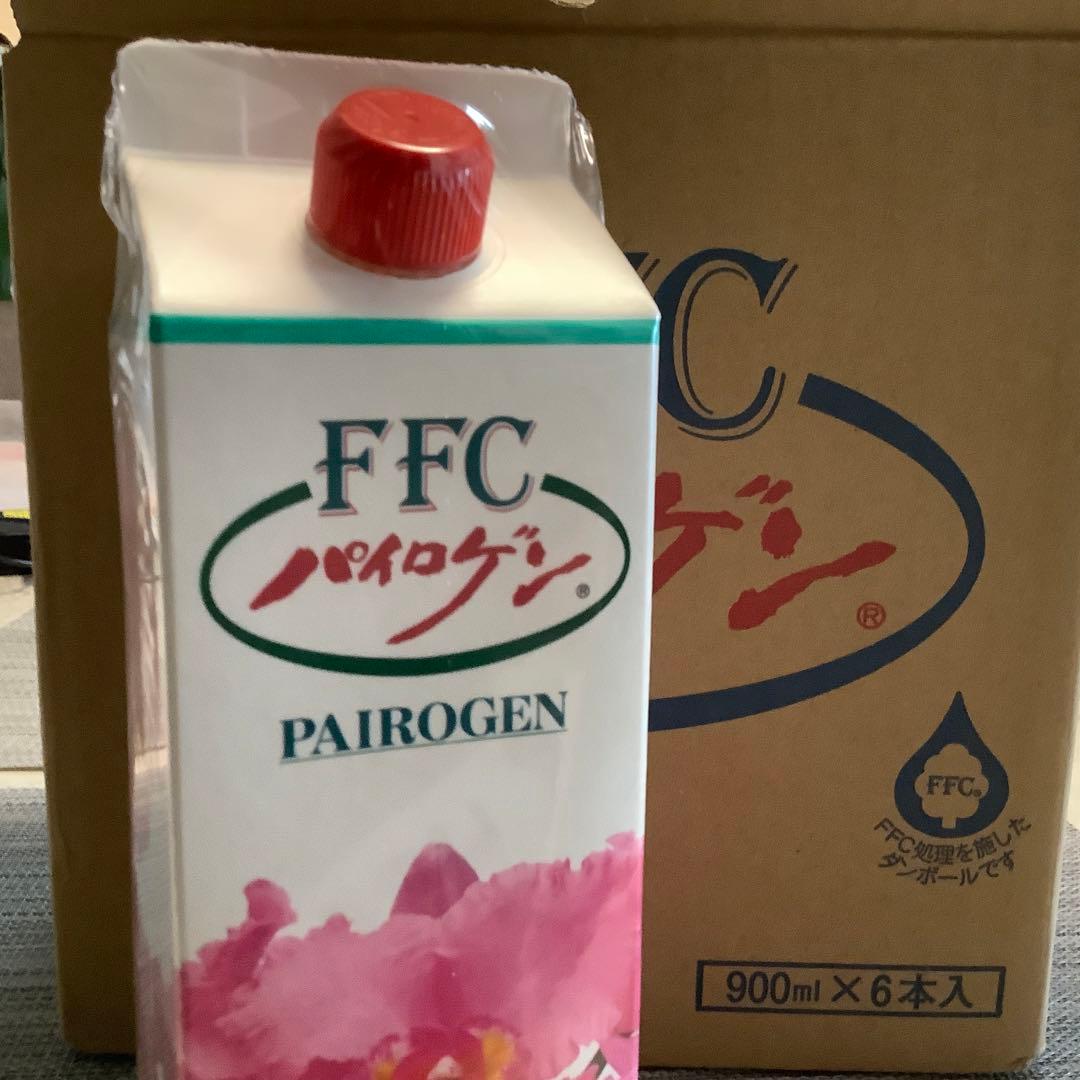 FFC
パイロゲン®
PAIROGEN
C
ゲン®
FFC®
FFC処理を施した
ダンボールです
900ml×6本入